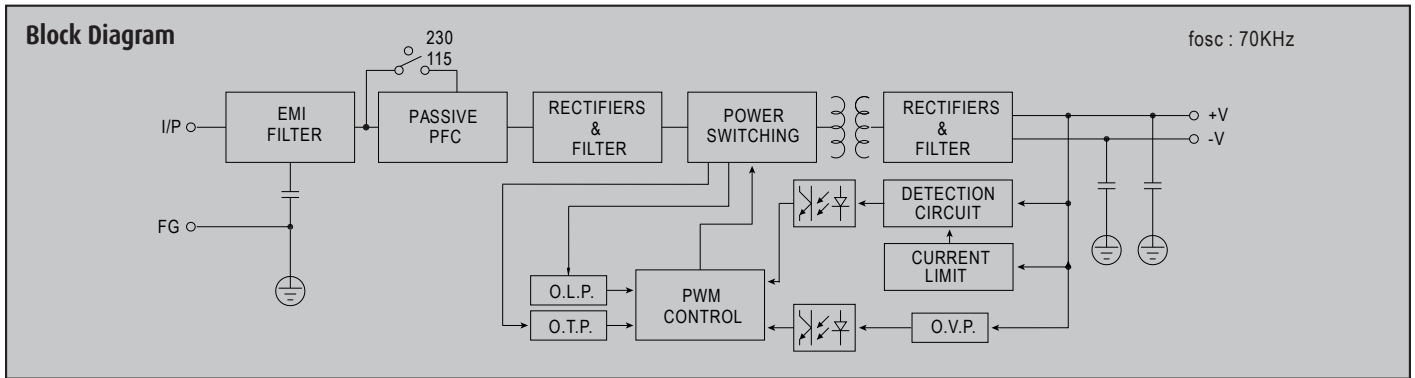 Block Diagram
fosc : 70KHz
230
115
I/P
EMI
FILTER
PASSIVE
PFC
RECTIFIERS
&
FILTER
POWER
SWITCHING
RECTIFIERS
&
FILTER
+V
-V
FG
DETECTION
CIRCUIT
CURRENT
LIMIT
O.L.P.
O.T.P.
PWM
CONTROL
O.V.P.